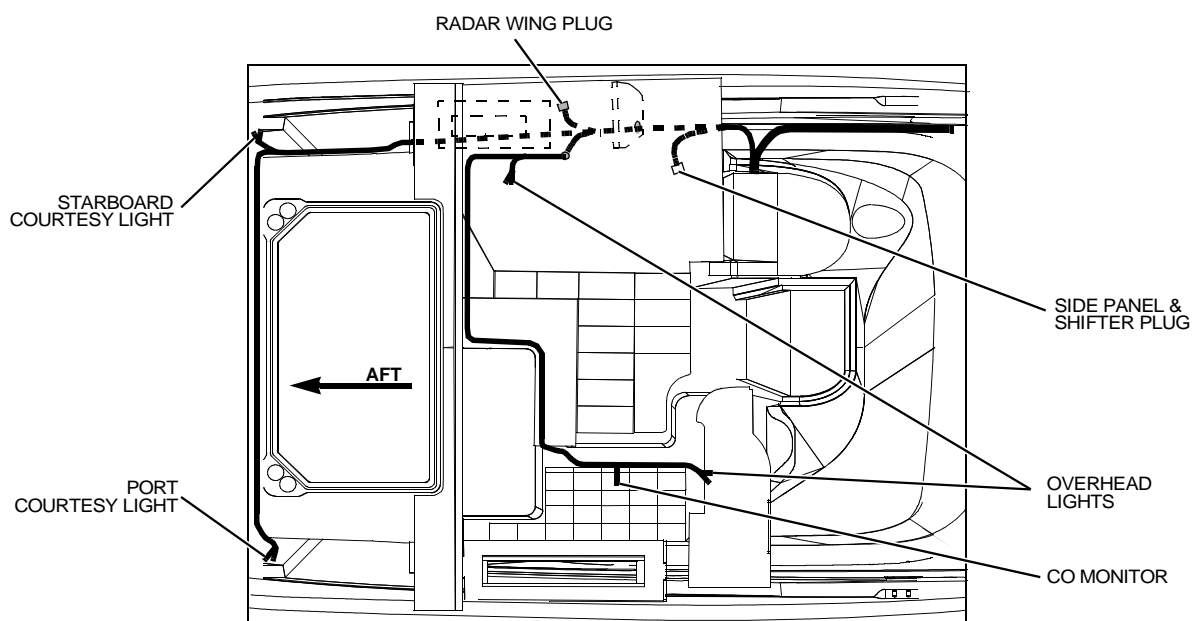 RADAR WING PLUG
STARBOARD
COURTESY LIGHT
SIDE PANEL &
SHIFTER PLUG
AFT
PORT
COURTESY LIGHT
OVERHEAD
LIGHTS
CO MONITOR